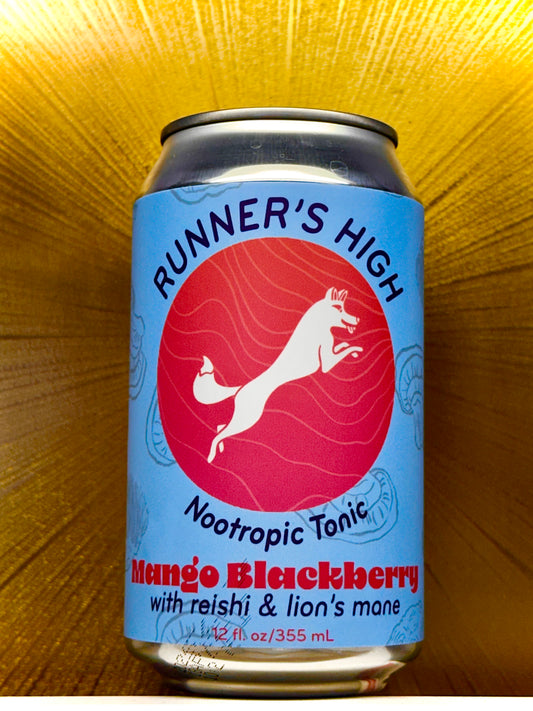 RUNNER'S HIGH
Nootropic Tonic
Mango Blackberry
with reishi & lion's mane
12 fl. oz/355 mL